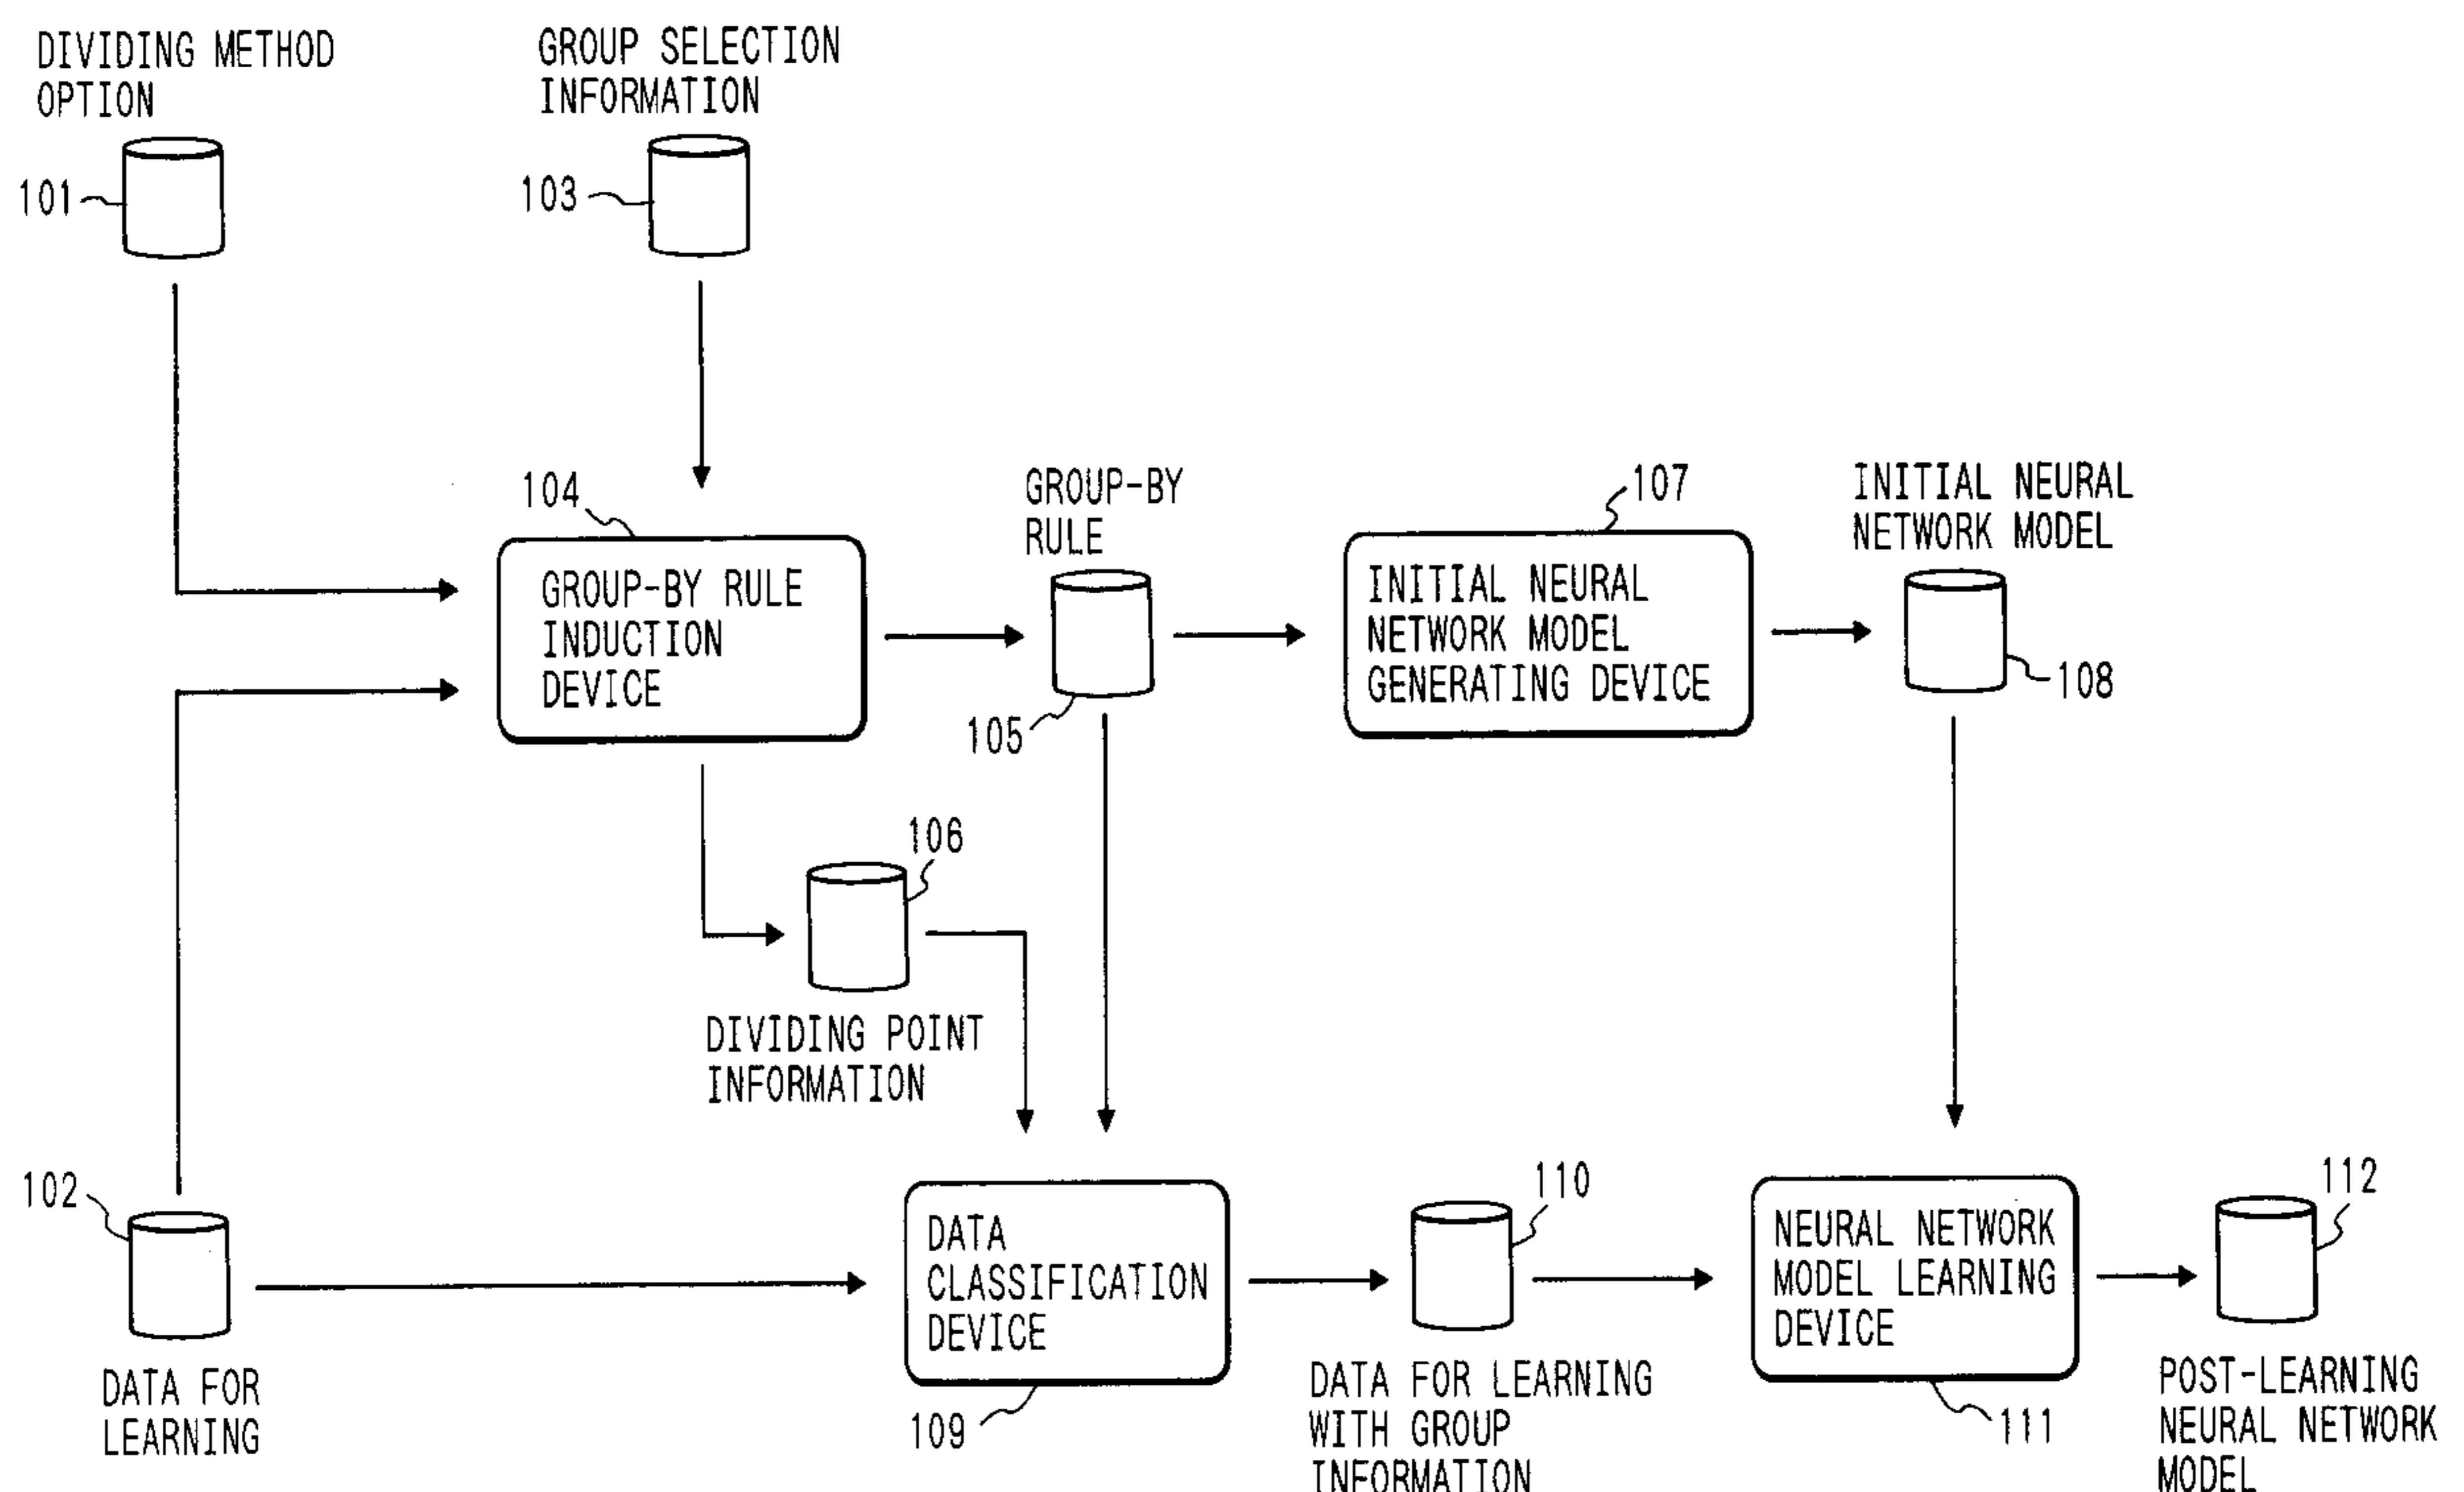 DIVIDING METHOD
OPTION
GROUP SELECTION
INFORMATION
101
103
104
GROUP-BY
RULE
107
INITIAL NEURAL
NETWORK MODEL
GROUP-BY RULE
INDUCTION
DEVICE
INITIAL NEURAL
NETWORK MODEL
GENERATING DEVICE
105
108
106
DIVIDING POINT
INFORMATION
102
DATA FOR
LEARNING
DATA
CLASSIFICATION
DEVICE
109
110
DATA FOR LEARNING
WITH GROUP
INFORMATION
NEURAL NETWORK
MODEL LEARNING
DEVICE
111
112
POST-LEARNING
NEURAL NETWORK
MODEL